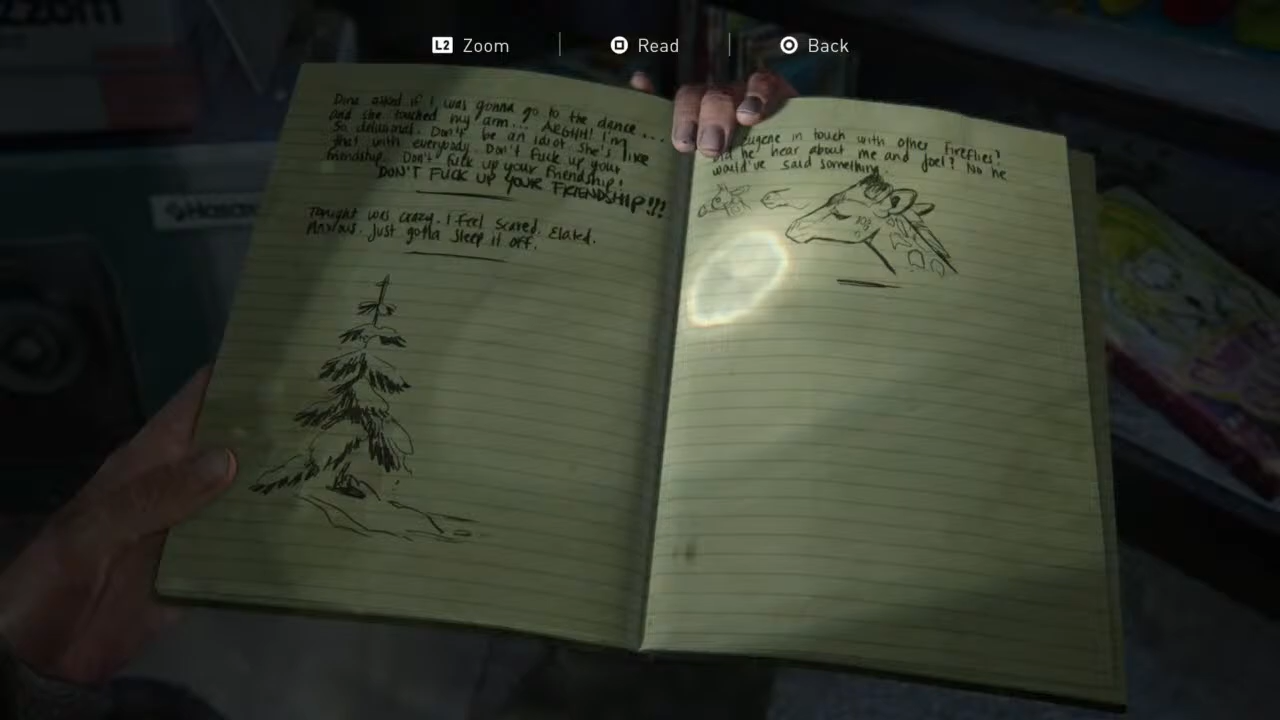 L2 Zoom
Read
Back
Dina asked if I was gonna go to the dance...
and she touched my arm... ARGHH! I'm
so delusional. Don't be an idiot. She's like
that with everybody. Don't fuck up your
friendship. Don't fuck up your friendship!
DON'T FUCK UP YOUR FRIENDSHIP!!!
Tonight was crazy. I feel scared. Elated.
Anxious. Just gotta sleep it off.
Eugene in touch with other Fireflies?
he hear about me and Joel? No he
would've said something.